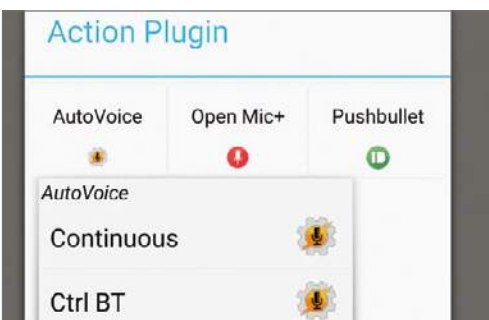 Action Plugin
AutoVoice Open Mic+ Pushbullet
AutoVoice
Continuous
Ctrl BT